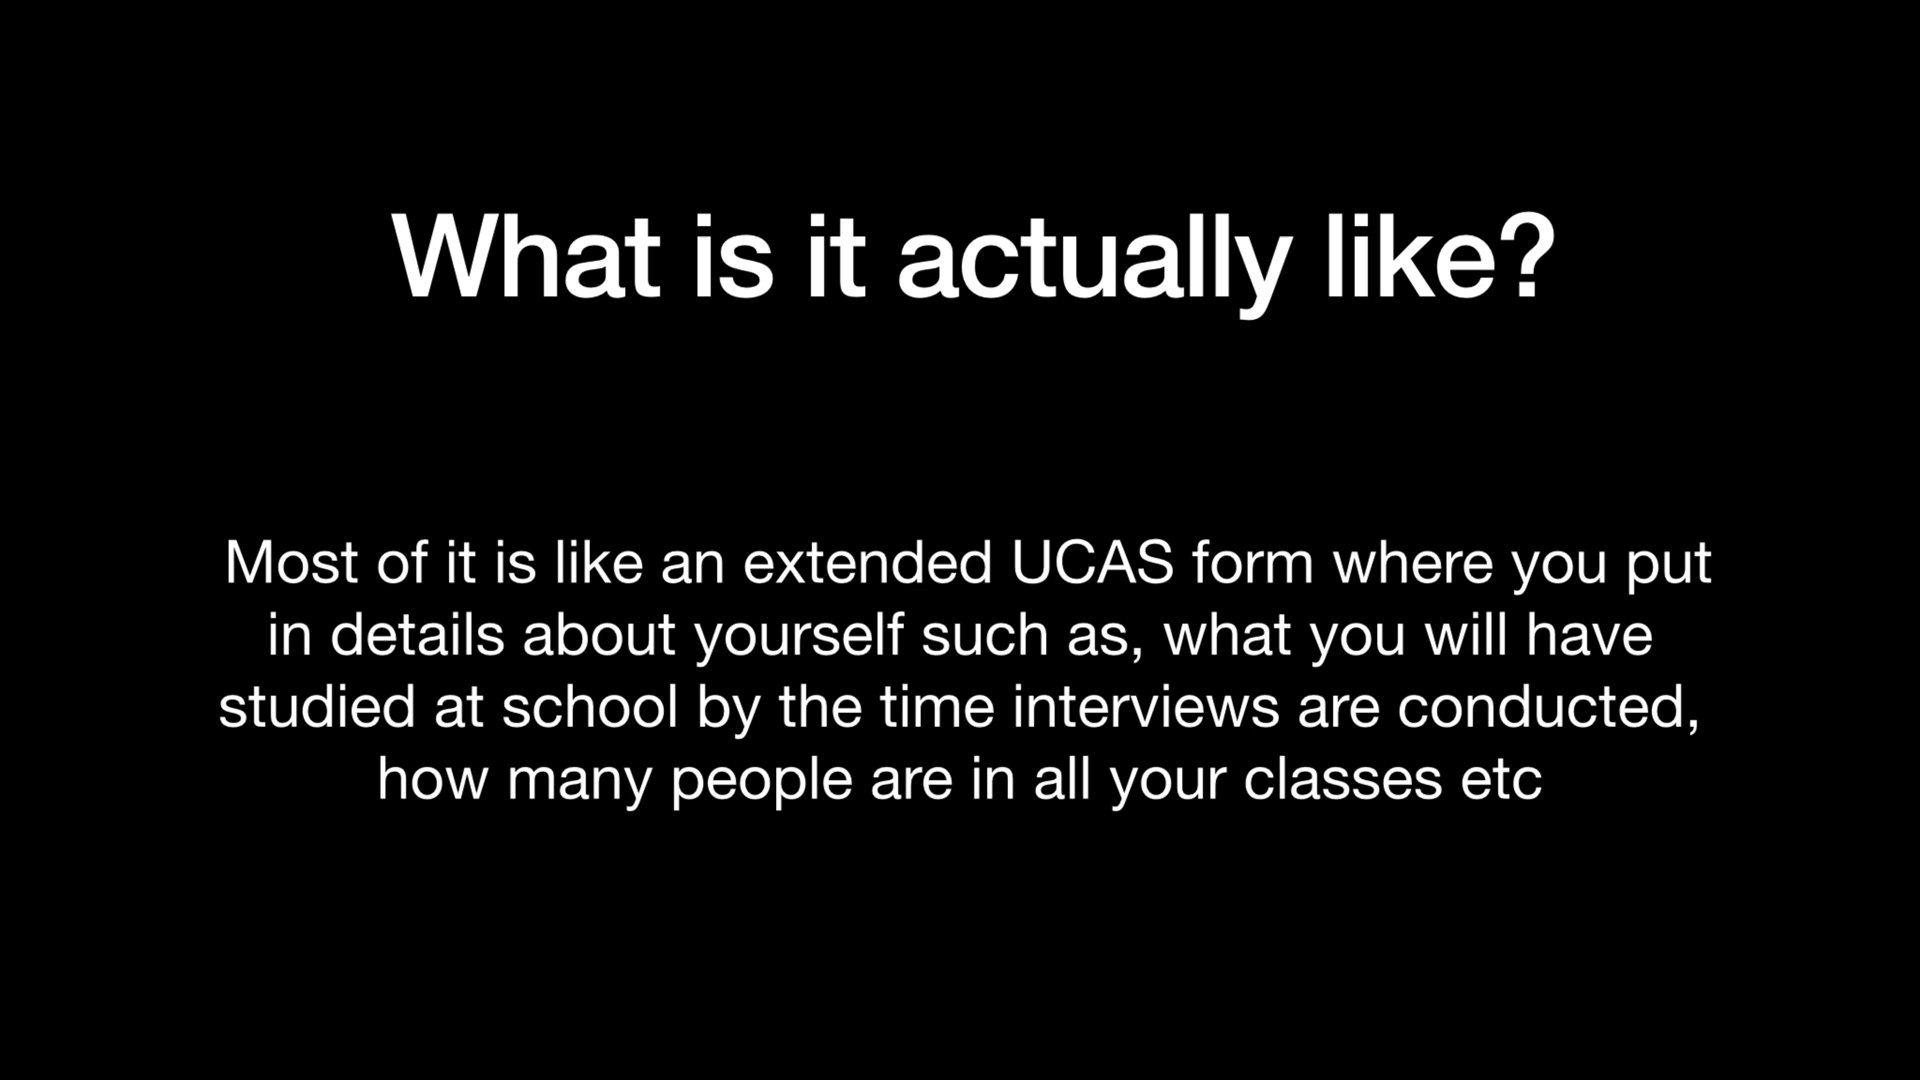 What is it actually like?
Most of it is like an extended UCAS form where you put
in details about yourself such as, what you will have
studied at school by the time interviews are conducted,
how many people are in all your classes etc